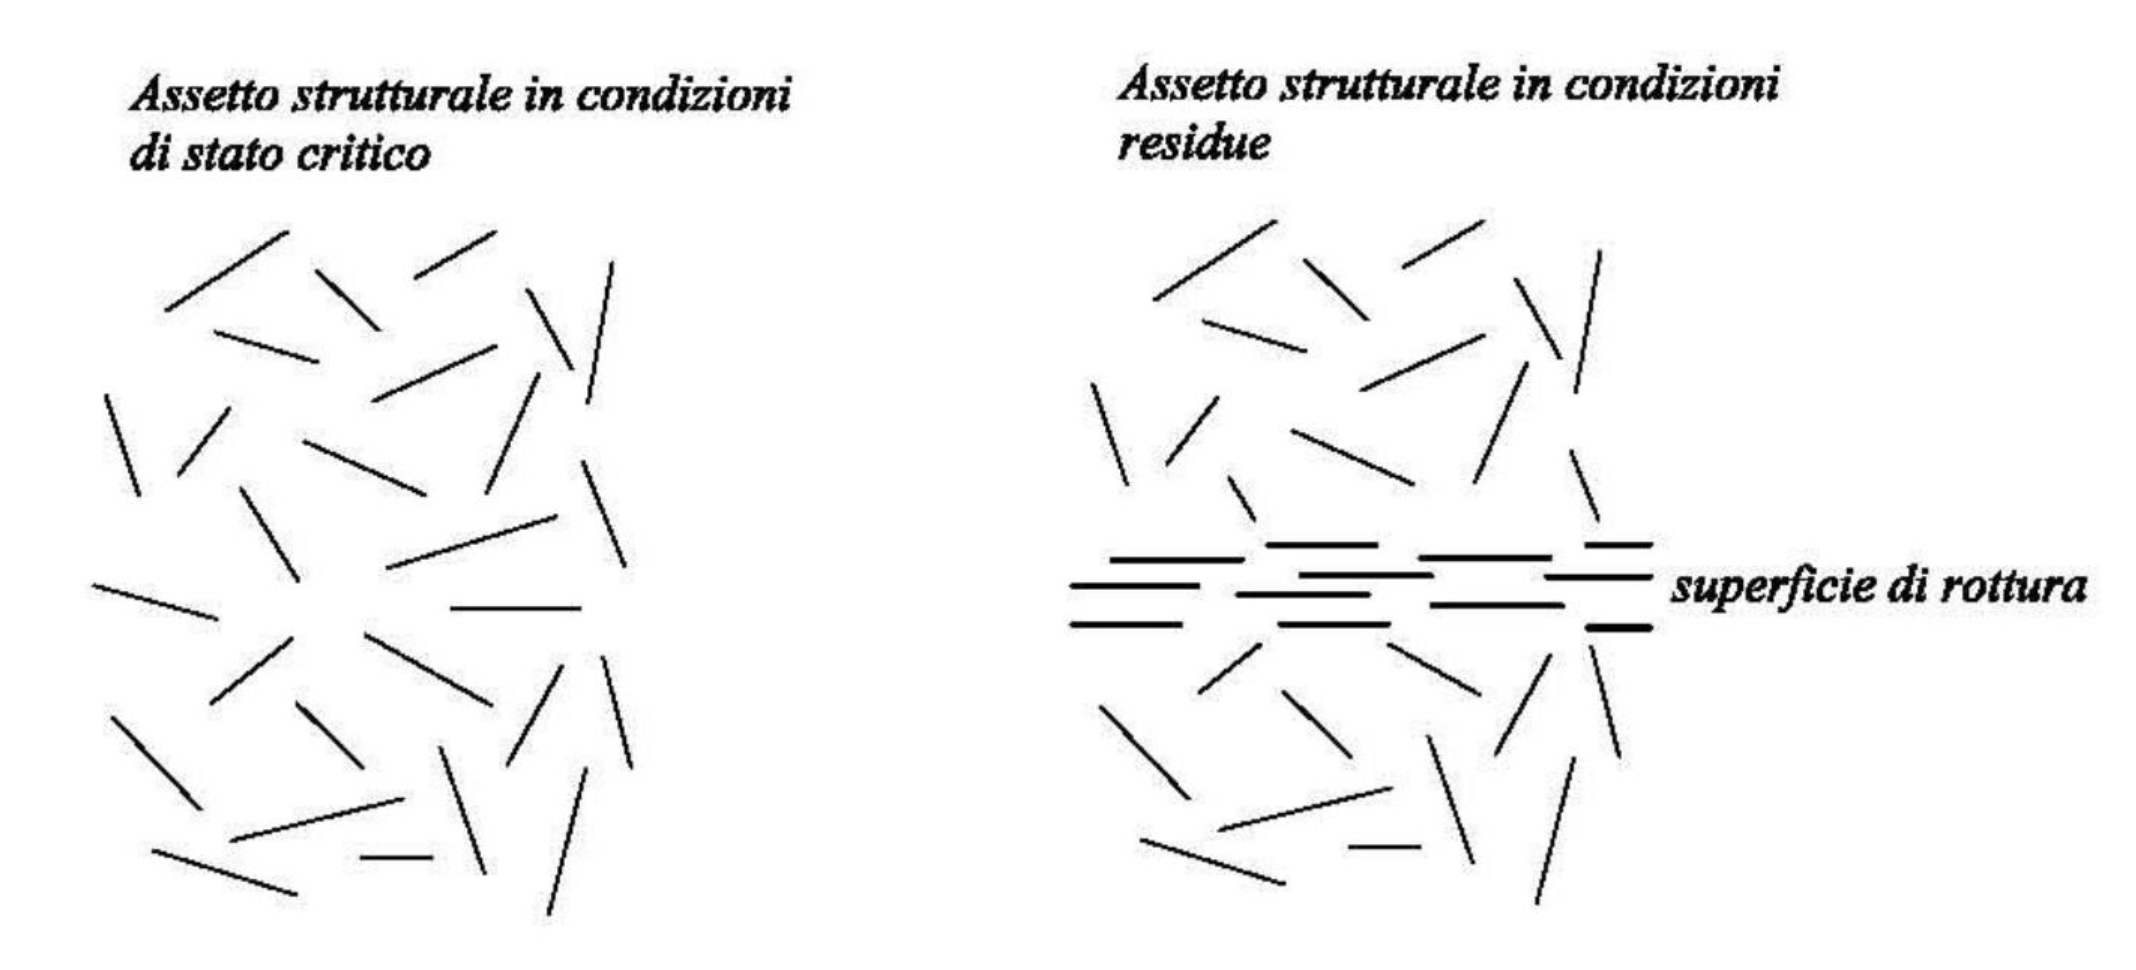 Assetto strutturale in condizioni
di stato critico
Assetto strutturale in condizioni
residue
superficie di rottura